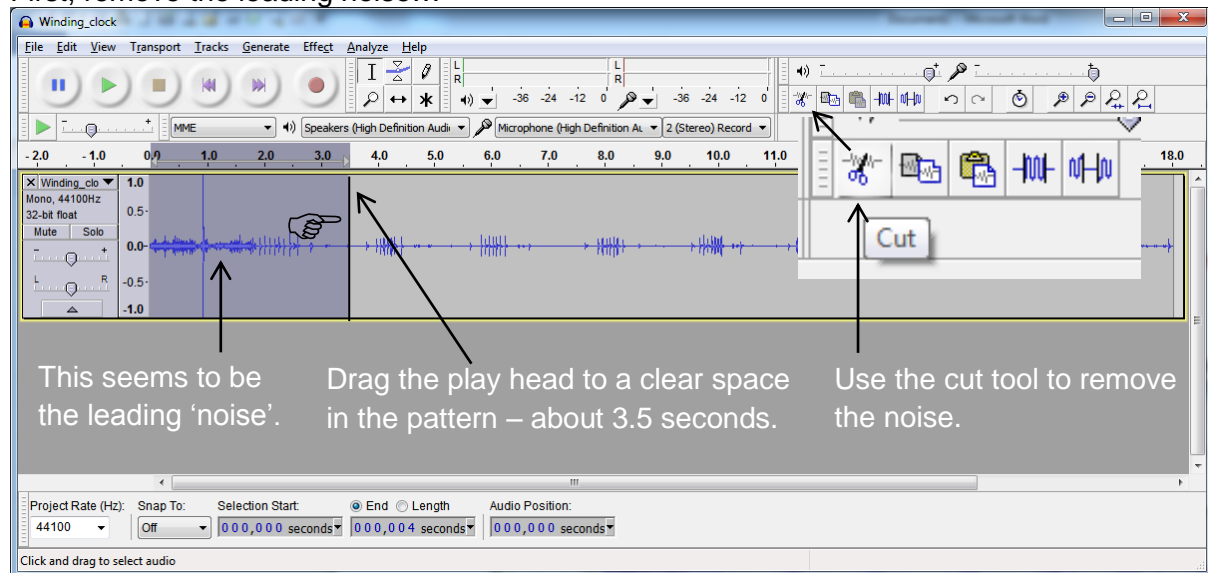 First, remove the leading noise...
Winding_clock
File Edit View Transport Tracks Generate Effect Analyze Help
L
R
L
R
-36 -24 -12 0
-36 -24 -12 0
MME
Speakers (High Definition Audi
Microphone (High Definition Au
2 (Stereo) Record
- 2.0 - 1.0 0.0 1.0 2.0 3.0 4.0 5.0 6.0 7.0 8.0 9.0 10.0 11.0 18.0
X Winding_clo
Mono, 44100Hz
32-bit float
Mute Solo
- +
L R
1.0
0.5-
0.0-
-0.5-
-1.0
Cut
This seems to be
the leading ‘noise’.
Drag the play head to a clear space
in the pattern – about 3.5 seconds.
Use the cut tool to remove
the noise.
Project Rate (Hz): Snap To: Selection Start: End Length Audio Position:
44100 Off 000,000 seconds 000,004 seconds 000,000 seconds
Click and drag to select audio